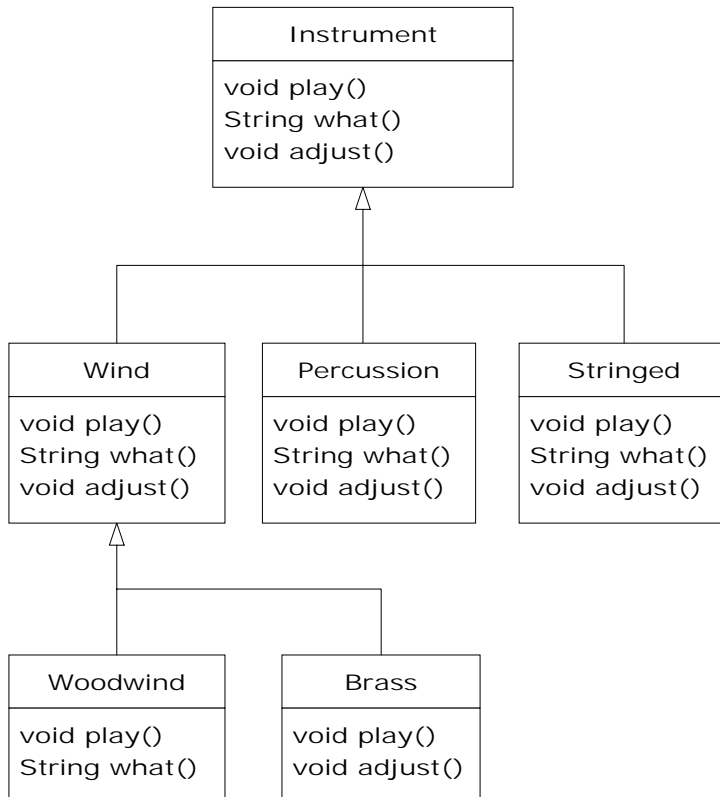 Instrument
void play()
String what()
void adjust()
Wind
void play()
String what()
void adjust()
Percussion
void play()
String what()
void adjust()
Stringed
void play()
String what()
void adjust()
Woodwind
void play()
String what()
Brass
void play()
void adjust()